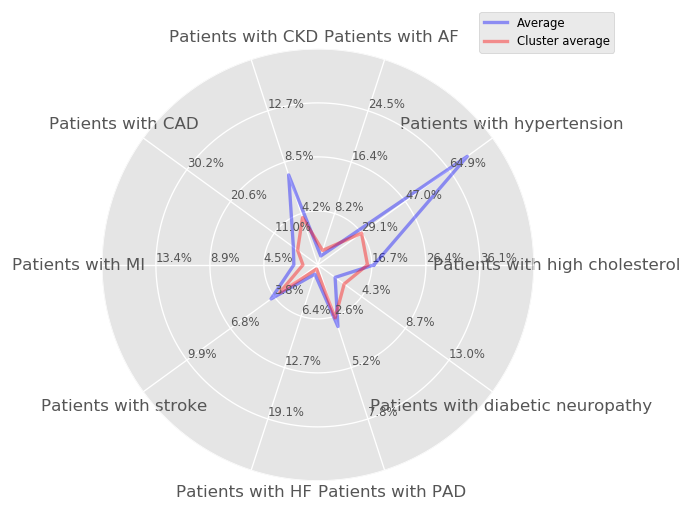 Average
Cluster average
Patients with CKD
Patients with AF
12.7%
24.5%
Patients with CAD
Patients with hypertension
8.5%
16.4%
30.2%
64.9%
20.6%
47.0%
4.2%
8.2%
11.0%
29.1%
Patients with MI
13.4%
8.9%
4.5%
16.7%
26.4%
36.1%
Patients with high cholesterol
3.8%
4.3%
6.4%
2.6%
6.8%
8.7%
9.9%
13.0%
12.7%
5.2%
Patients with stroke
Patients with diabetic neuropathy
19.1%
7.8%
Patients with HF
Patients with PAD